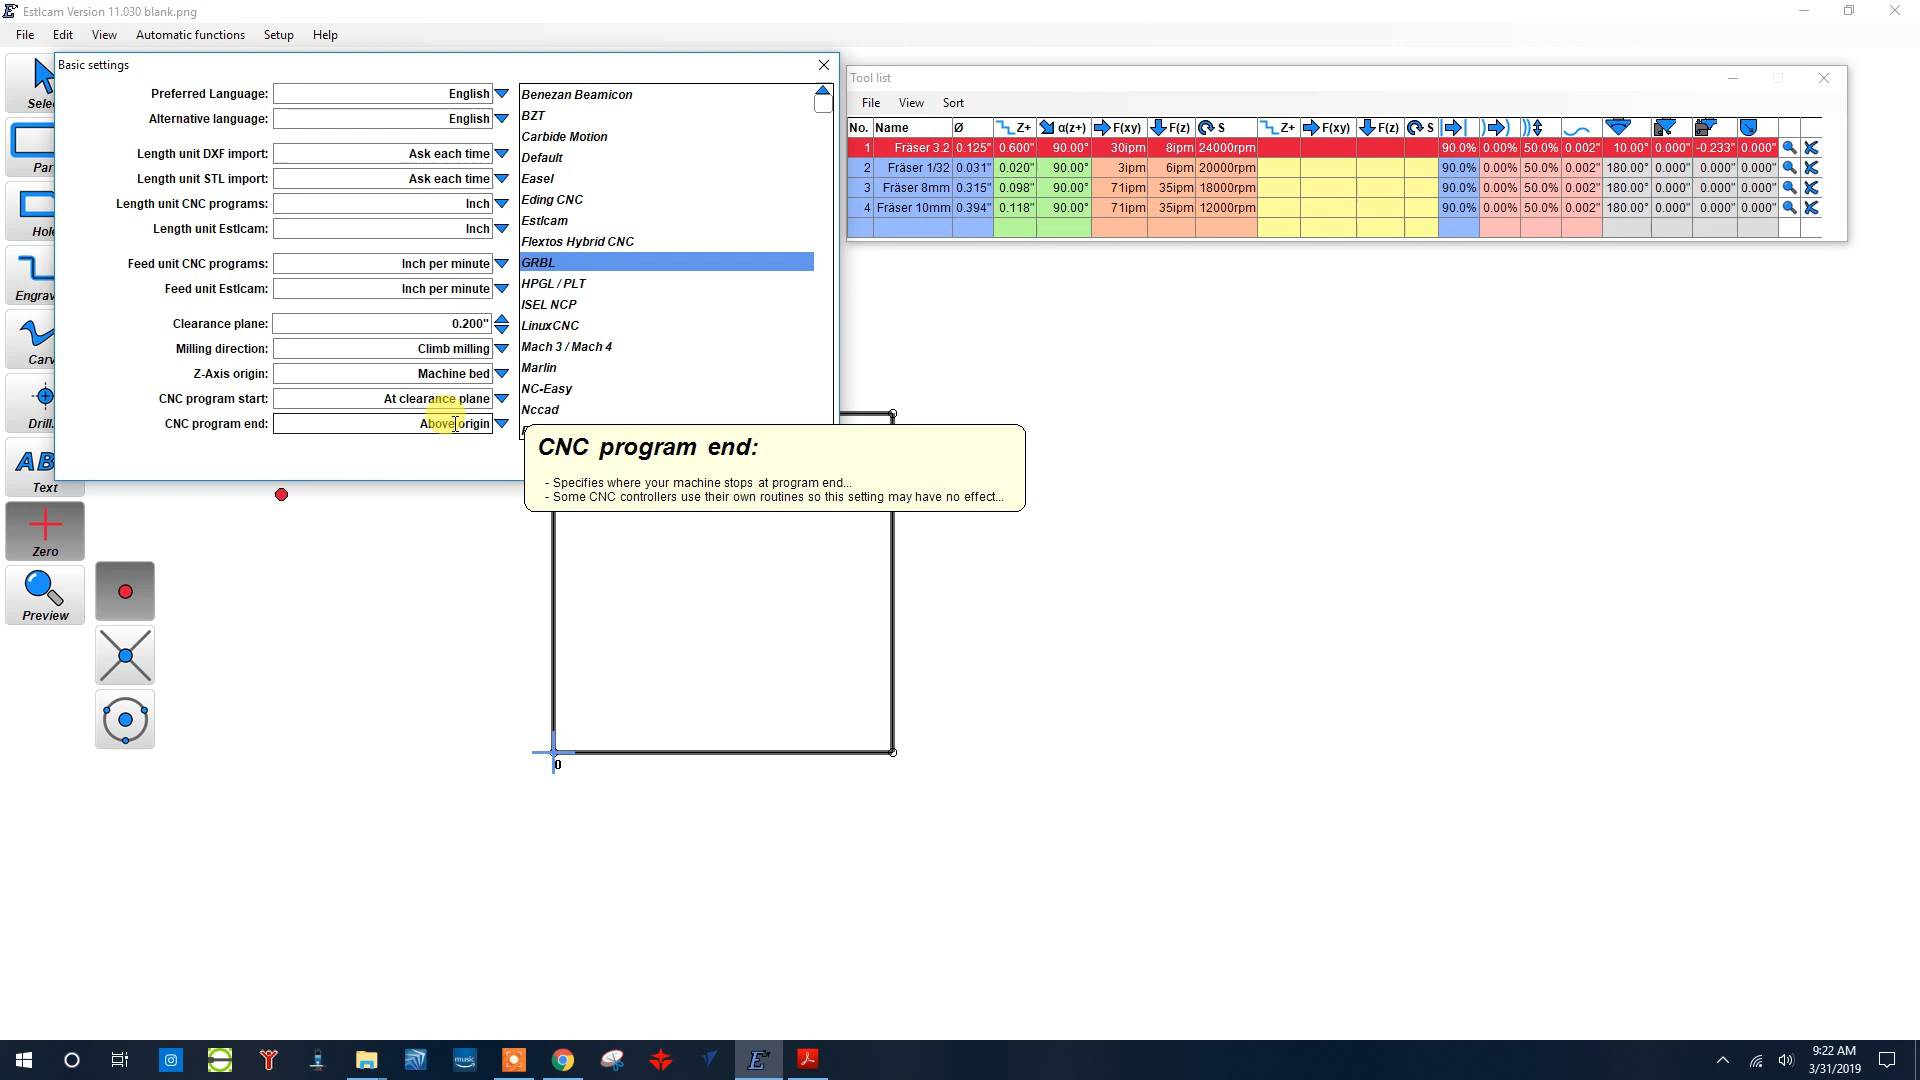 Estlcam Version 11.030 blank.png
File Edit View Automatic functions Setup Help
Basic settings
Preferred Language: English
Alternative language: English
Length unit DXF import: Ask each time
Length unit STL import: Ask each time
Length unit CNC programs: Inch
Length unit Estlcam: Inch
Feed unit CNC programs: Inch per minute
Feed unit Estlcam: Inch per minute
Clearance plane: 0.200"
Milling direction: Climb milling
Z-Axis origin: Machine bed
CNC program start: At clearance plane
CNC program end: Above origin
Benezan Beamicon
BZT
Carbide Motion
Default
Easel
Eding CNC
Estlcam
Flextos Hybrid CNC
GRBL
HPGL / PLT
ISEL NCP
LinuxCNC
Mach 3 / Mach 4
Marlin
NC-Easy
Nccad
CNC program end:
- Specifies where your machine stops at program end...
- Some CNC controllers use their own routines so this setting may have no effect...
Tool list
File View Sort
No. Name Ø Z+ α(z+) F(xy) F(z) S Z+ F(xy) F(z) S
1 Fräser 3.2 0.125" 0.600" 90.00° 30ipm 8ipm 24000rpm 90.0% 0.00% 50.0% 0.002" 10.00° 0.000" -0.233" 0.000"
2 Fräser 1/32 0.031" 0.020" 90.00° 3ipm 6ipm 20000rpm 90.0% 0.00% 50.0% 0.002" 180.00° 0.000" 0.000" 0.000"
3 Fräser 8mm 0.315" 0.098" 90.00° 71ipm 35ipm 18000rpm 90.0% 0.00% 50.0% 0.002" 180.00° 0.000" 0.000" 0.000"
4 Fräser 10mm 0.394" 0.118" 90.00° 71ipm 35ipm 12000rpm 90.0% 0.00% 50.0% 0.002" 180.00° 0.000" 0.000" 0.000"
Selec
Par
Hole
Engrav
Carv
Drill
ABC
Text
Zero
Preview
0
music
9:22 AM
3/31/2019